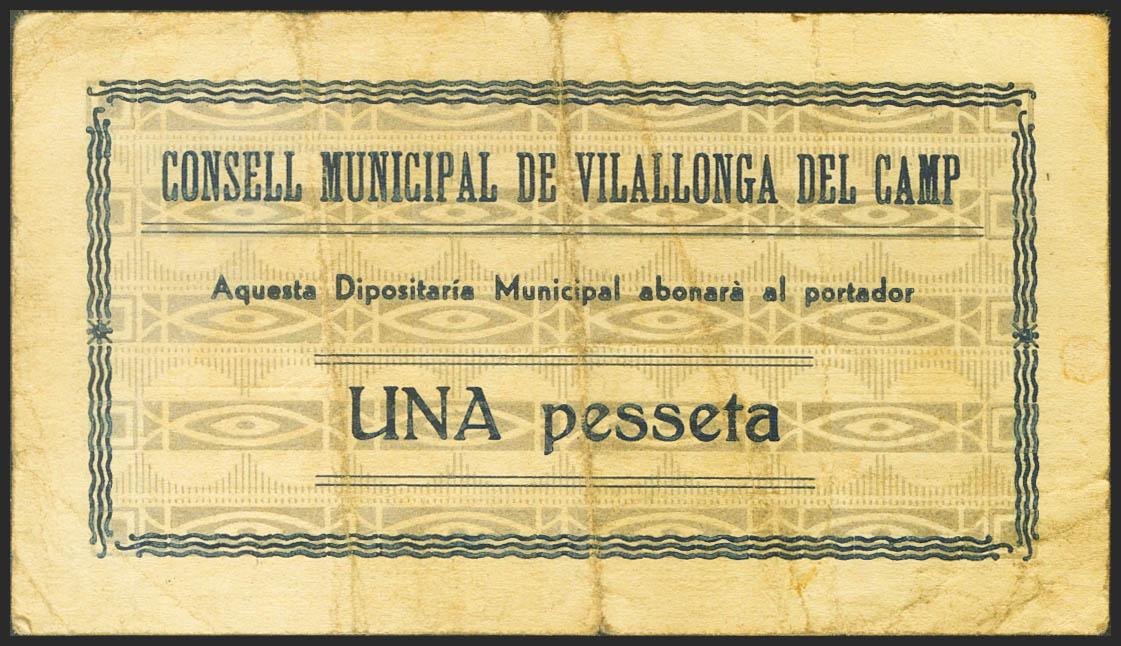 CONSELL MUNICIPAL DE VILALLONGA DEL CAMP
Aquesta Dipositaría Municipal abonarà al portador
UNA pesseta